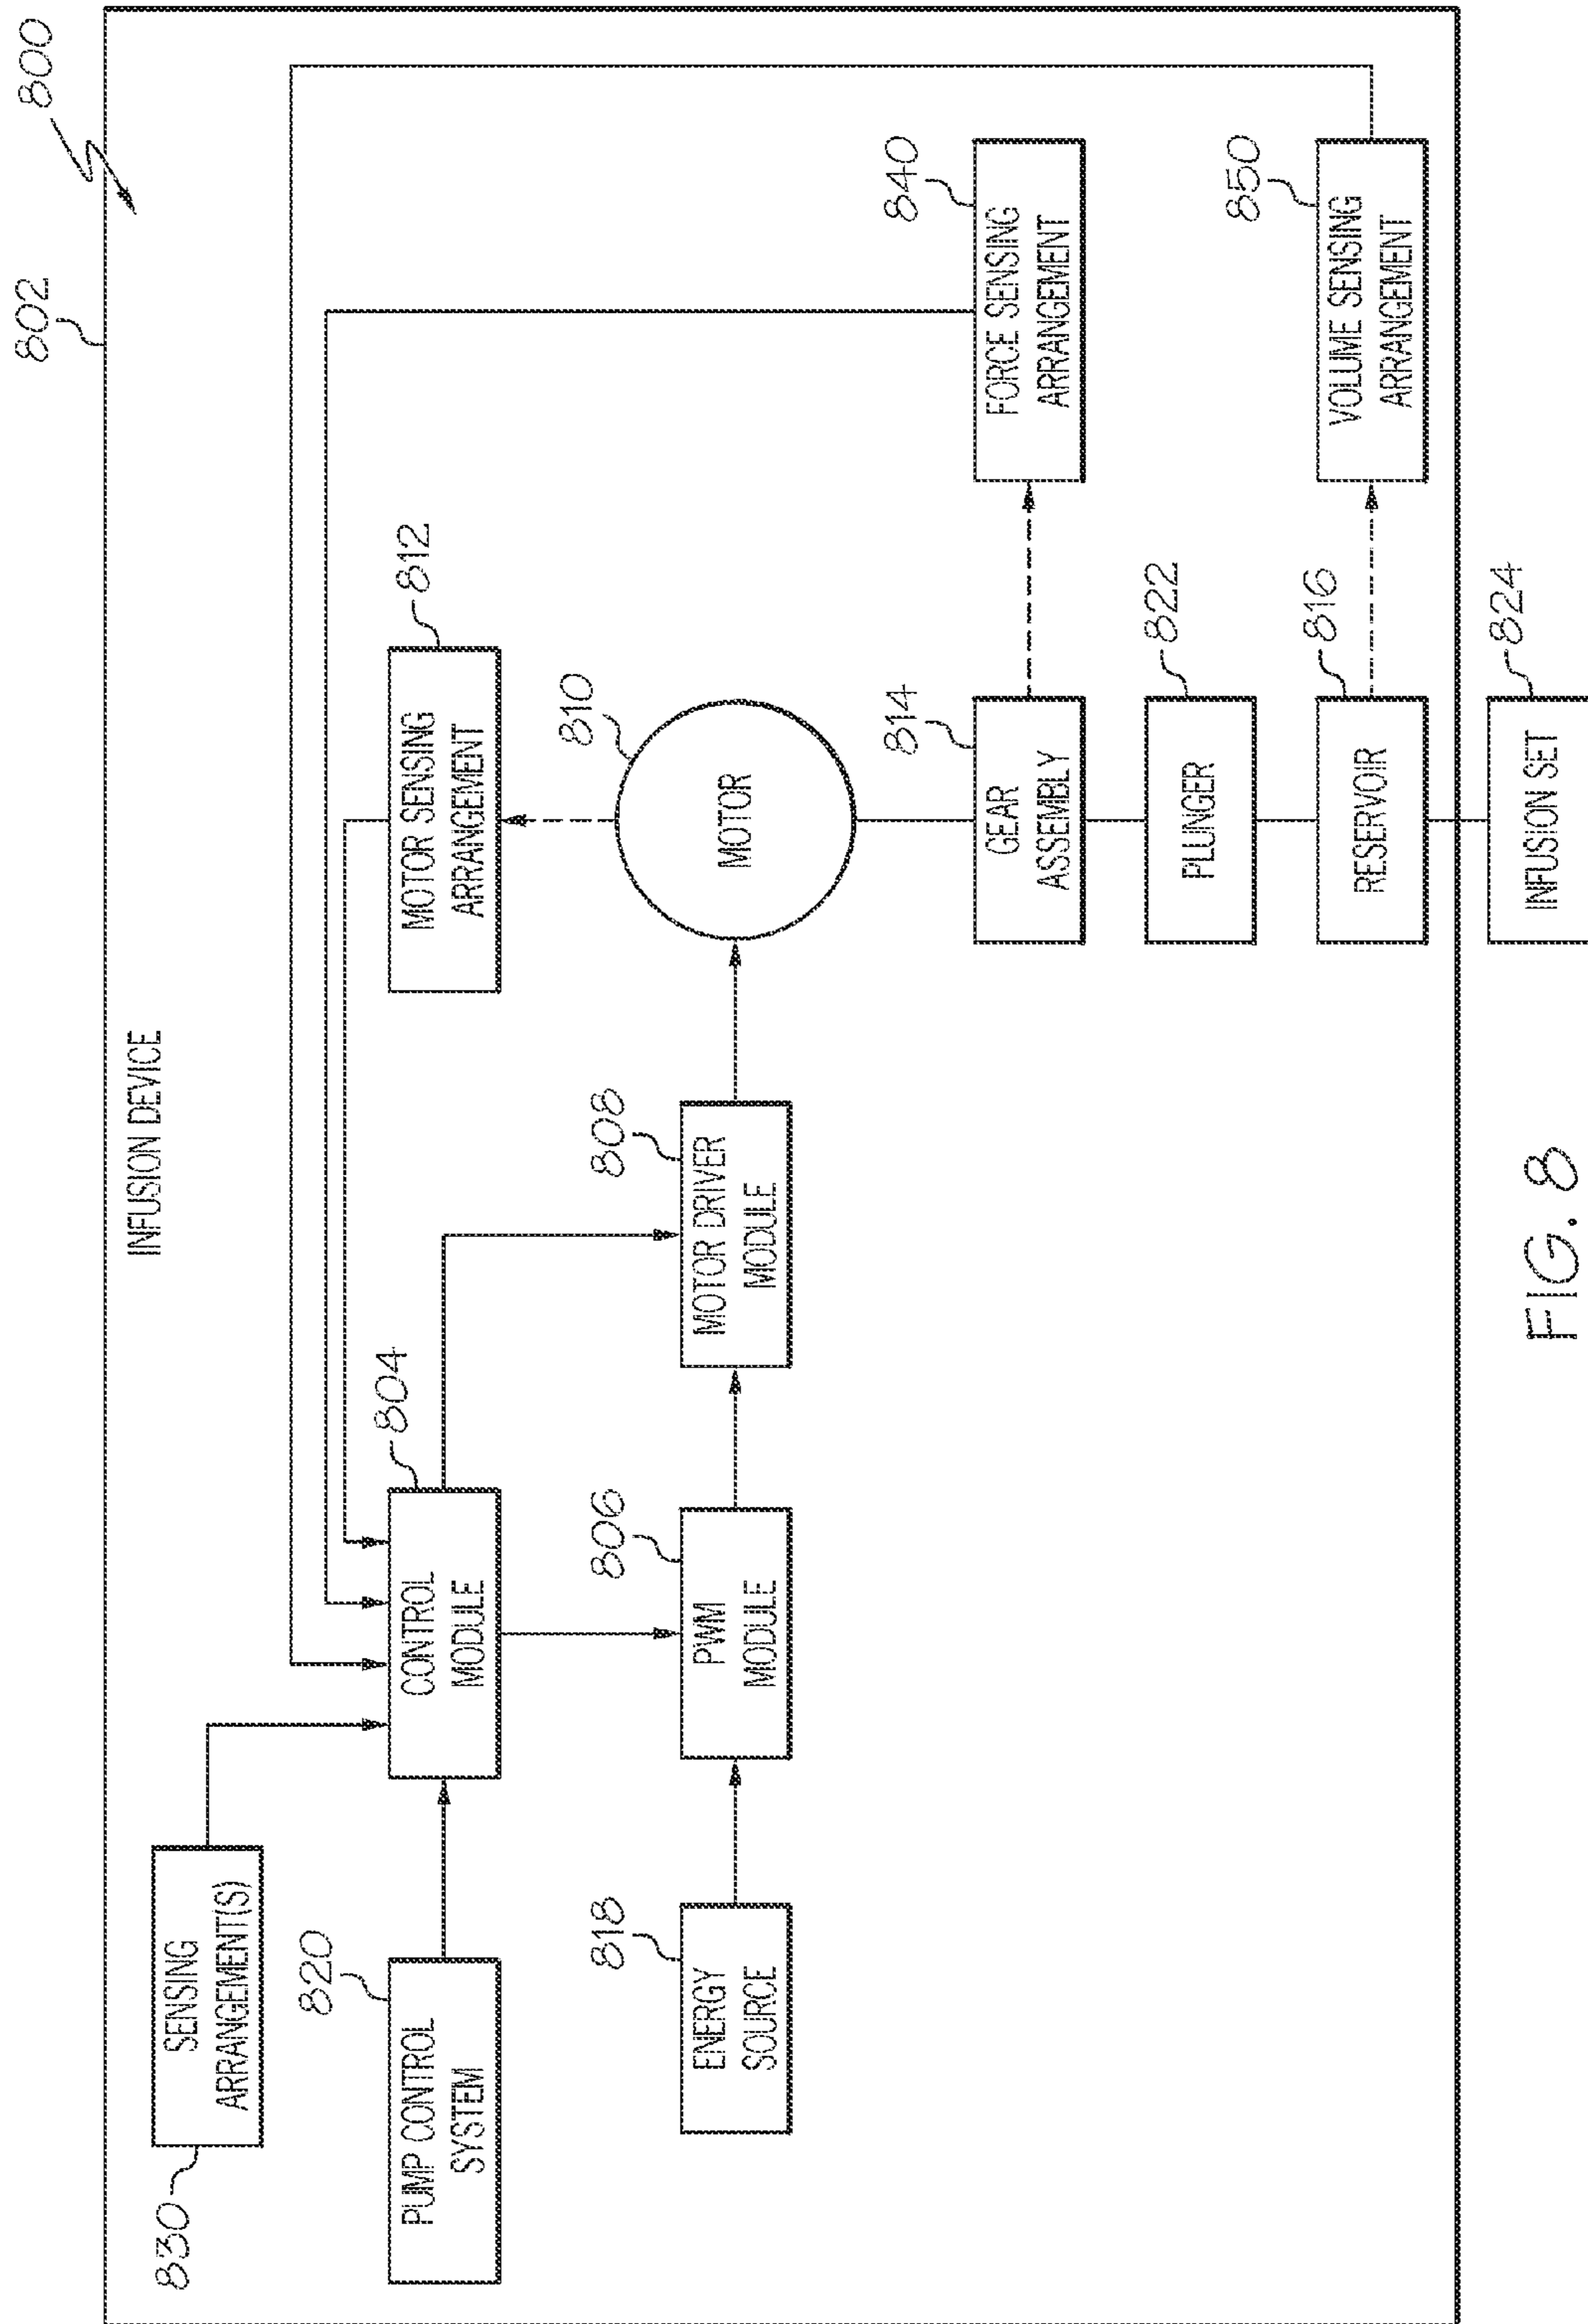 800
802
INFUSION DEVICE
830
SENSING
ARRANGEMENT(S)
820
PUMP CONTROL
SYSTEM
804
CONTROL
MODULE
812
MOTOR SENSING
ARRANGEMENT
818
ENERGY
SOURCE
806
PWM
MODULE
808
MOTOR DRIVER
MODULE
810
MOTOR
814
GEAR
ASSEMBLY
840
FORCE SENSING
ARRANGEMENT
822
PLUNGER
816
RESERVOIR
850
VOLUME SENSING
ARRANGEMENT
824
INFUSION SET
FIG. 8